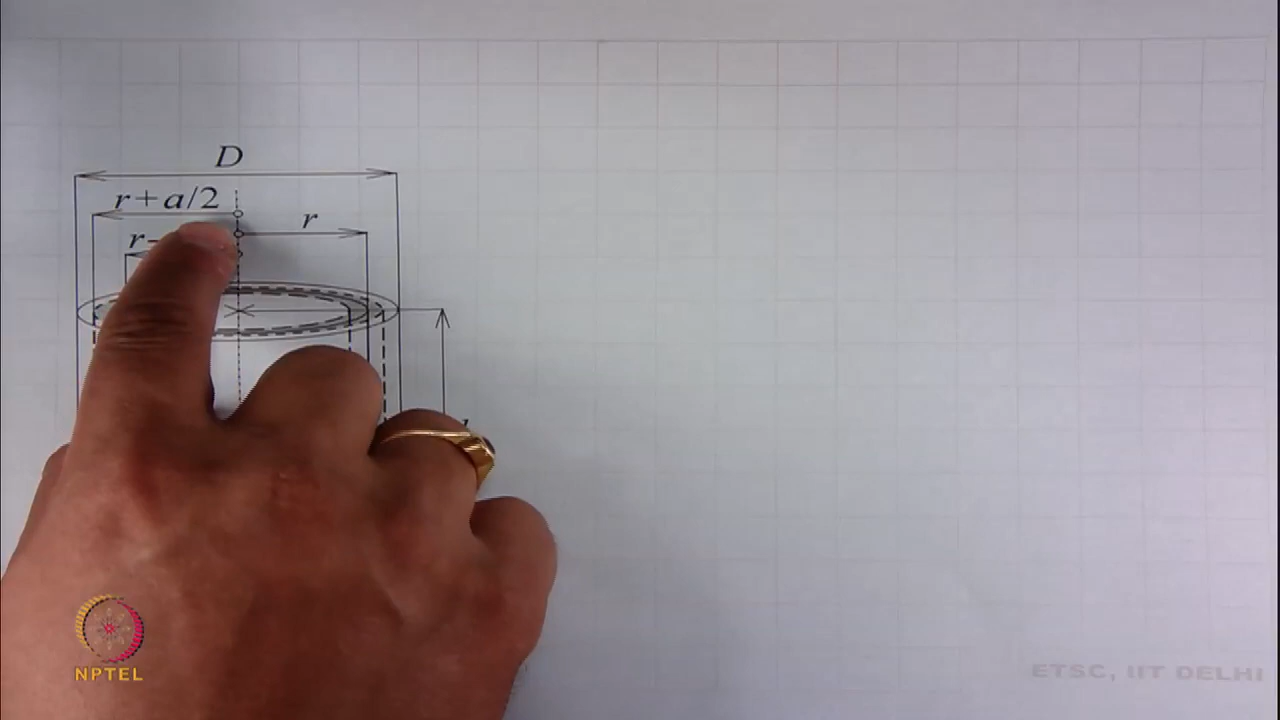 D
r + a/2
r
r-
NPTEL
ETSC, IIT DELHI